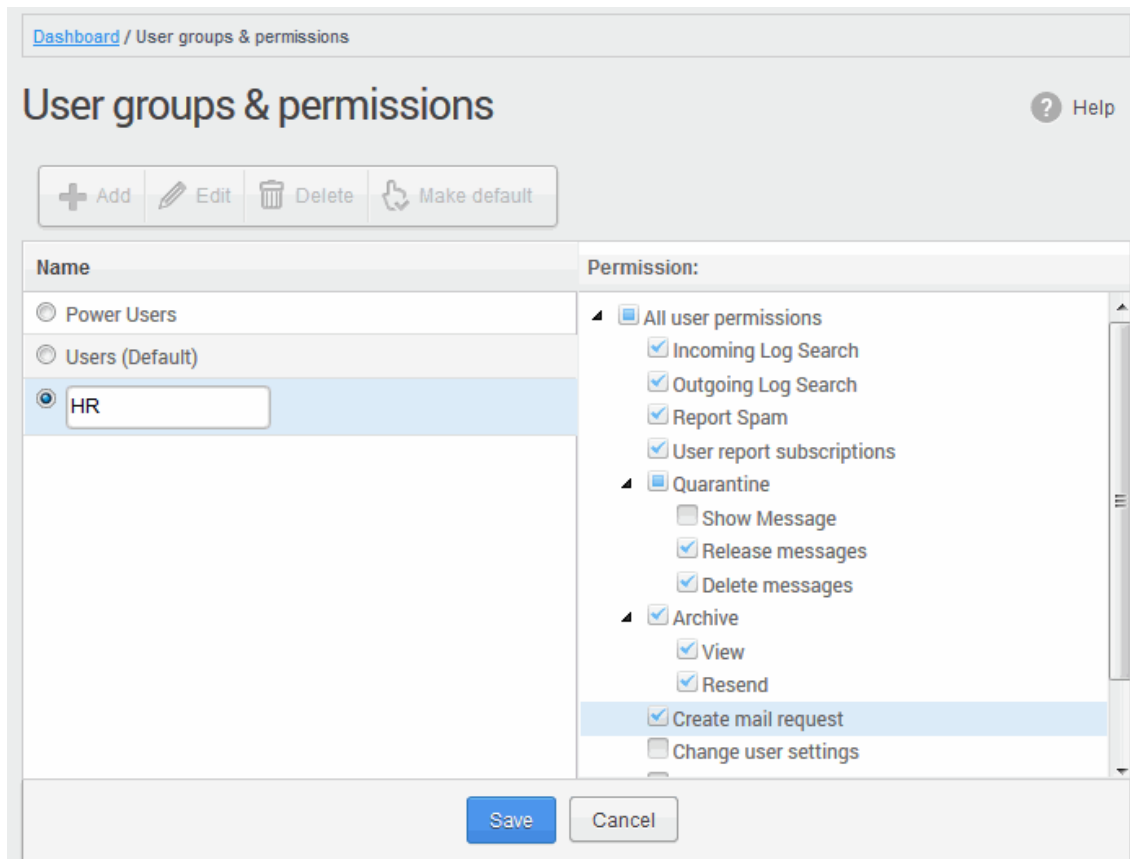 Dashboard / User groups & permissions
User groups & permissions
? Help
Add Edit Delete Make default
Name
Permission:
Power Users
Users (Default)
HR
All user permissions
Incoming Log Search
Outgoing Log Search
Report Spam
User report subscriptions
Quarantine
Show Message
Release messages
Delete messages
Archive
View
Resend
Create mail request
Change user settings
Save Cancel